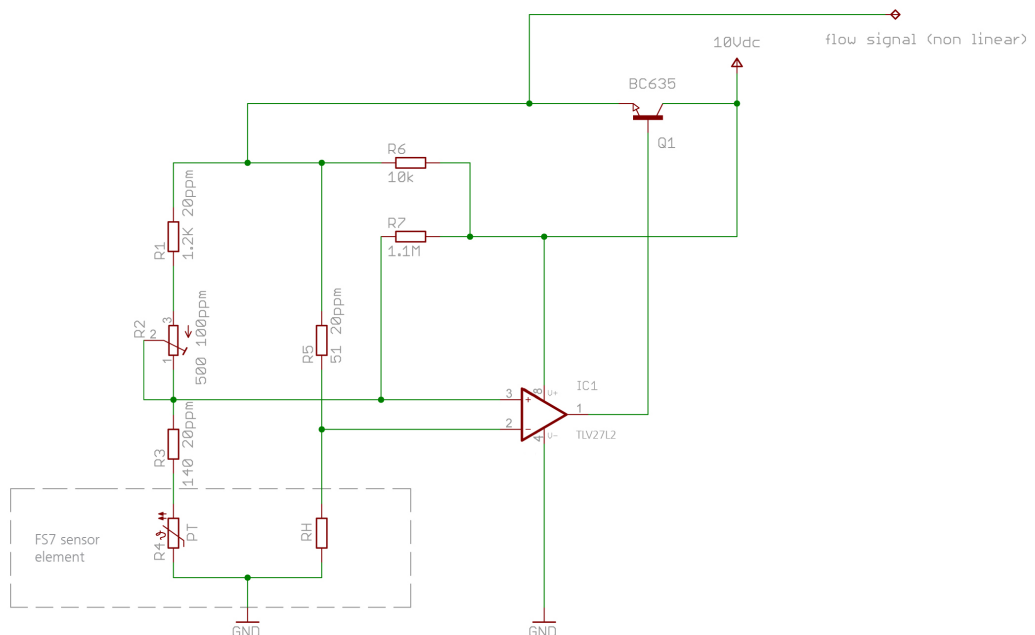 flow signal (non linear)
10Vdc
BC635
Q1
R6
10k
R7
1.1M
R1
1.2K 20ppm
3
R2
2
1
500 100ppm
R5
51 20ppm
3
+
8
V+
IC1
1
2
-
4
V-
TLV27L2
R3
140 20ppm
FS7 sensor
element
R4
PT
RH
GND
GND